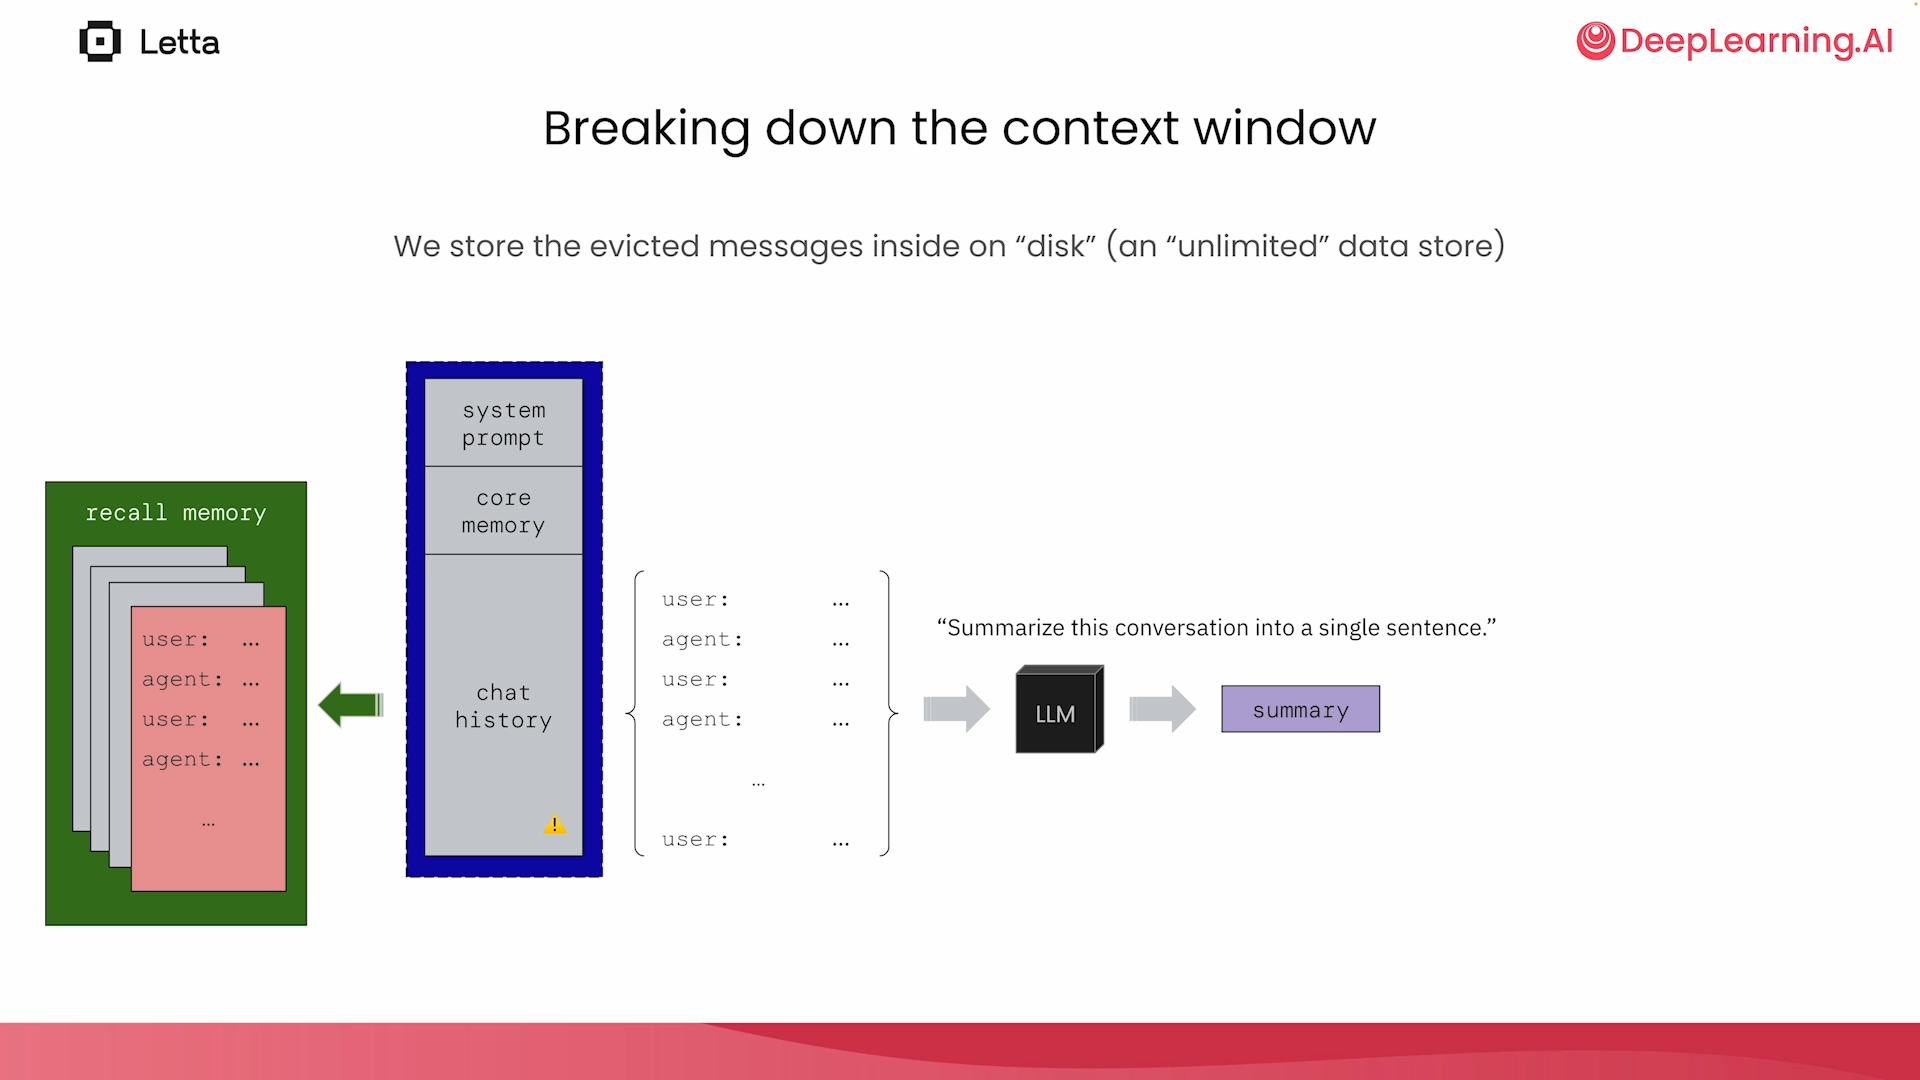 Letta
DeepLearning.AI
Breaking down the context window
We store the evicted messages inside on “disk” (an “unlimited” data store)
recall memory
user: ...
agent: ...
user: ...
agent: ...
...
system
prompt
core
memory
chat
history
user: ...
agent: ...
user: ...
agent: ...
...
user: ...
“Summarize this conversation into a single sentence.”
LLM
summary